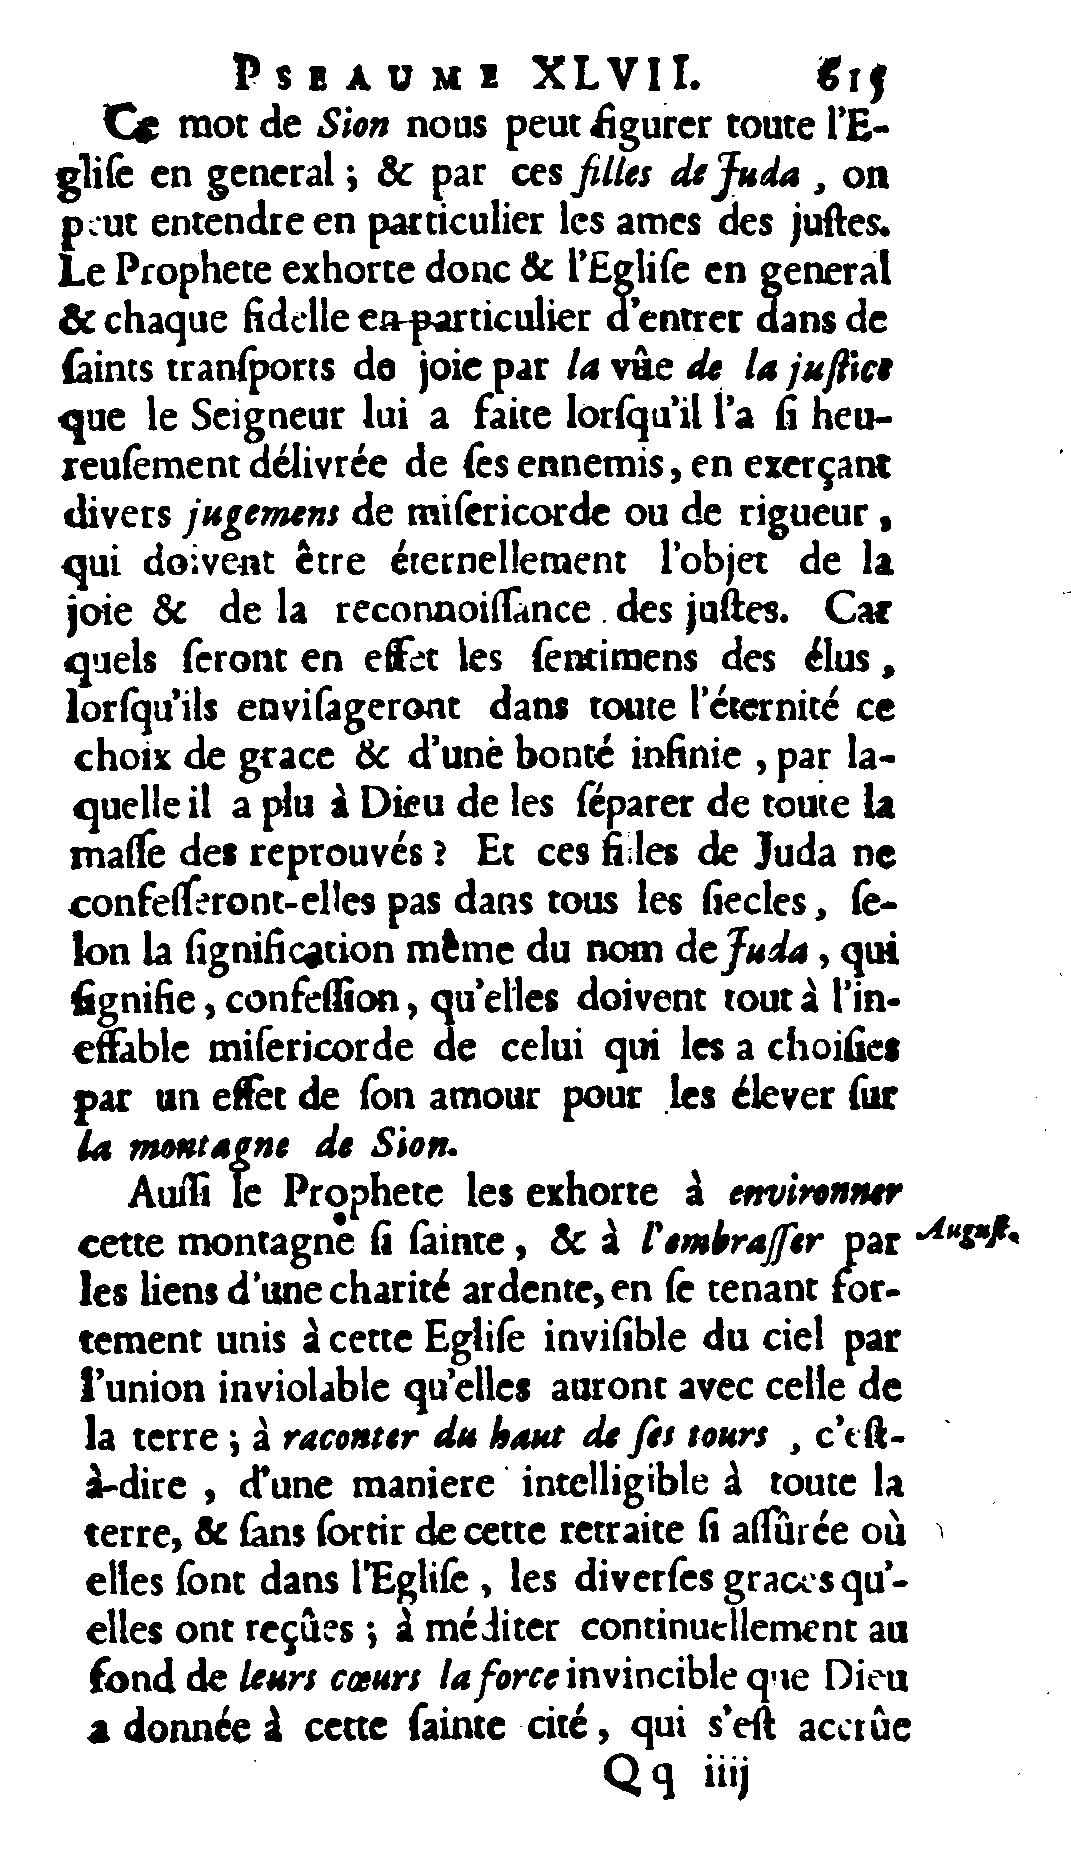 PSEAUME XLVII. 615
Ce mot de Sion nous peut figurer toute l'E-
gliſe en general ; & par ces filles de Juda , on
peut entendre en particulier les ames des juſtes.
Le Prophete exhorte donc & l'Egliſe en general
& chaque fidelle en particulier d'entrer dans de
ſaints tranſports de joie par la vûe de la juſtice
que le Seigneur lui a faite lorſqu'il l'a ſi heu-
reuſement délivrée de ſes ennemis, en exerçant
divers jugemens de miſericorde ou de rigueur ,
qui doivent être éternellement l'objet de la
joie & de la reconnoiſſance des juſtes. Car
quels ſeront en effet les ſentimens des élus ,
lorſqu'ils enviſageront dans toute l'éternité ce
choix de grace & d'une bonté infinie , par la-
quelle il a plu à Dieu de les ſéparer de toute la
maſſe des reprouvés ? Et ces filles de Juda ne
confeſſeront-elles pas dans tous les ſiecles, ſe-
lon la ſignification même du nom de Juda , qui
ſignifie , confeſſion , qu'elles doivent tout à l'in-
effable miſericorde de celui qui les a choiſies
par un effet de ſon amour pour les élever ſur
la montagne de Sion.
Auſſi le Prophete les exhorte à environner
cette montagne ſi ſainte , & à l'embraſſer par
les liens d'une charité ardente, en ſe tenant for-
tement unis à cette Egliſe inviſible du ciel par
l'union inviolable qu'elles auront avec celle de
la terre ; à raconter du haut de ſes tours , c'eſt-
à-dire , d'une maniere intelligible à toute la
terre, & ſans ſortir de cette retraite ſi aſſûrée où
elles ſont dans l'Egliſe , les diverſes graces qu'-
elles ont reçûes ; à méditer continuellement au
fond de leurs cœurs la force invincible que Dieu
a donnée à cette ſainte cité , qui s'eſt accrûe
Auguſt.
Qq iiij